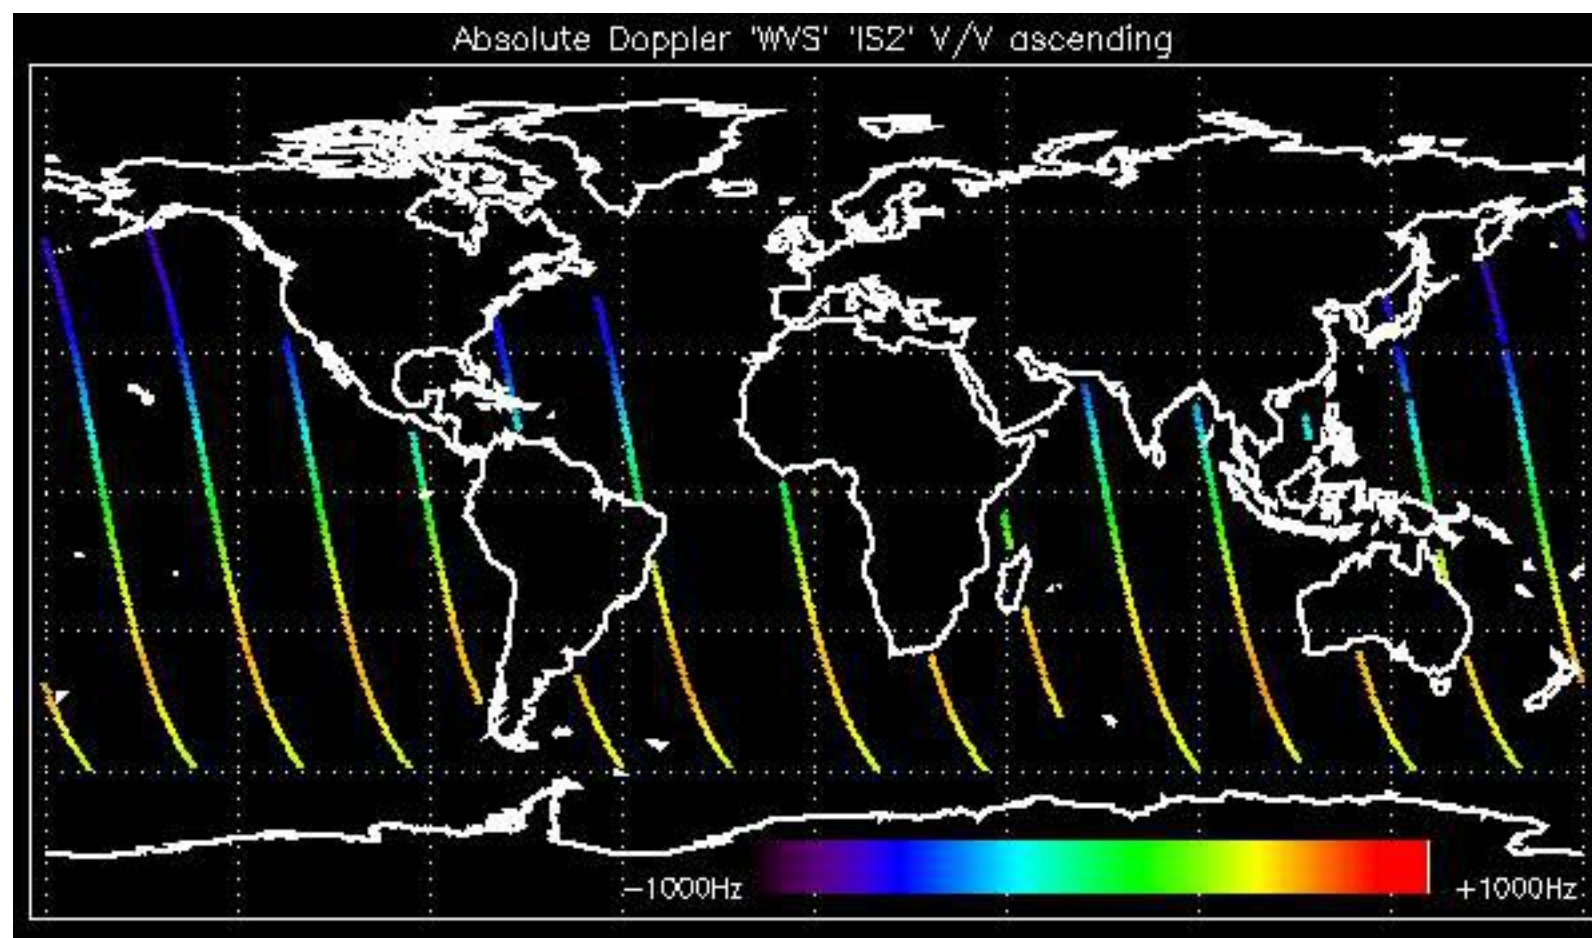 Absolute Doppler 'WVS' 'IS2' V/V ascending
-1000Hz +1000Hz